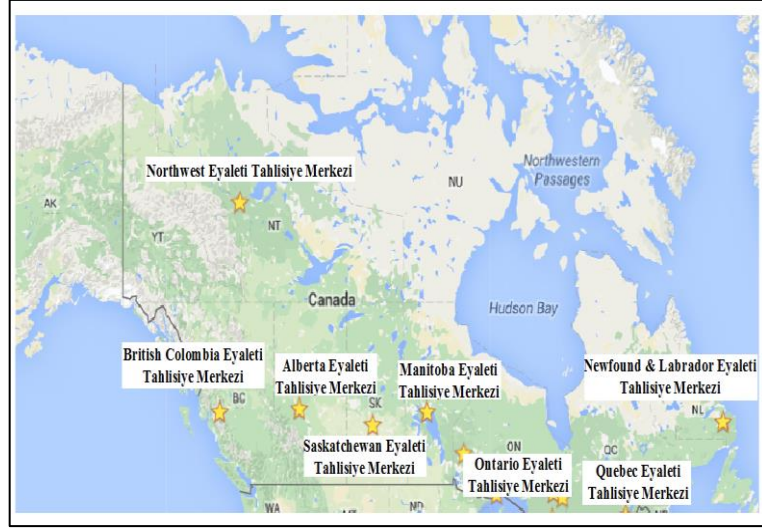 Northwestern
Passages
Northwest Eyaleti Tahlisiye Merkezi
NU
AK
NT
YT
Canada
Hudson Bay
British Colombia Eyaleti
Tahlisiye Merkezi
Alberta Eyaleti
Tahlisiye Merkezi
Manitoba Eyaleti
Tahlisiye Merkezi
Newfound & Labrador Eyaleti
Tahlisiye Merkezi
BC
SK
NL
Saskatchewan Eyaleti
Tahlisiye Merkezi
ON
QC
Ontario Eyaleti
Tahlisiye Merkezi
Quebec Eyaleti
Tahlisiye Merkezi
WA
ND